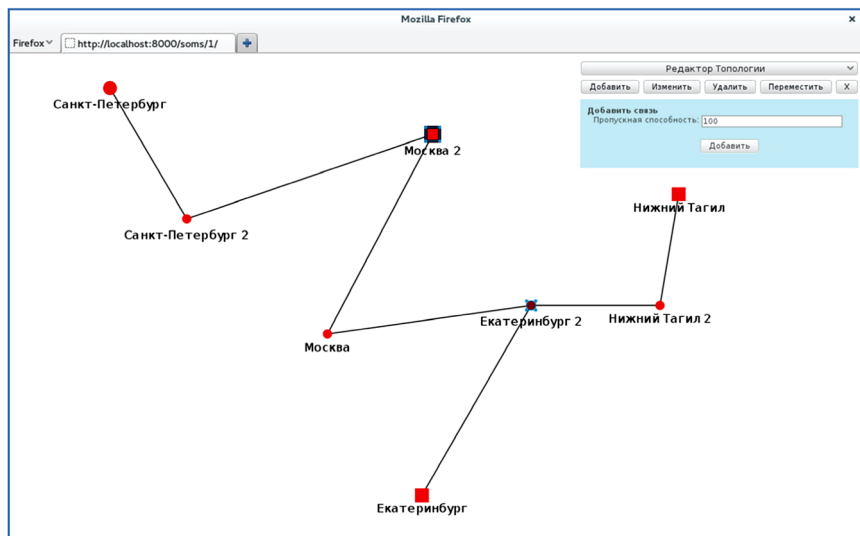 Mozilla Firefox
Firefox
http://localhost:8000/soms/1/
Редактор Топологии
Добавить Изменить Удалить Переместить X
Добавить связь
Пропускная способность: 100
Добавить
Санкт-Петербург
Москва 2
Нижний Тагил
Санкт-Петербург 2
Екатеринбург 2
Нижний Тагил 2
Москва
Екатеринбург